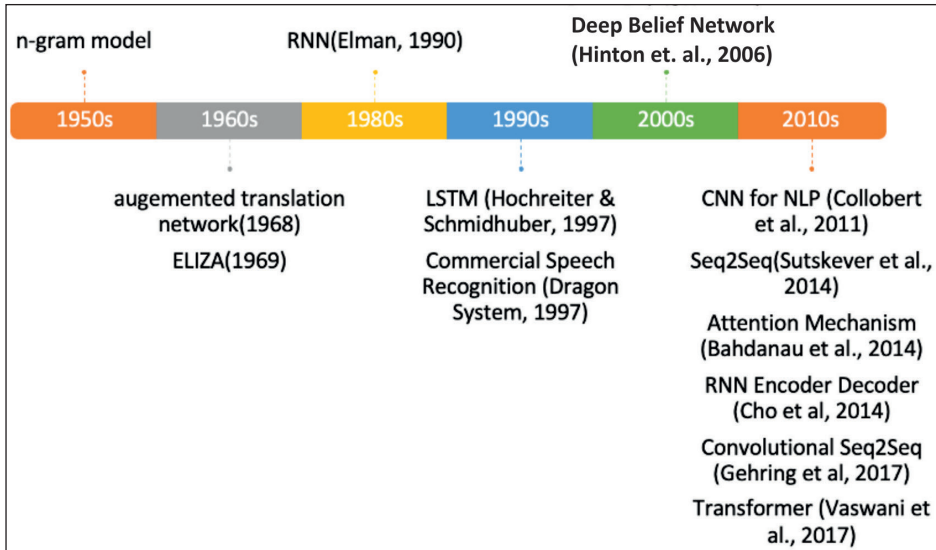 n-gram model
RNN(Elman, 1990)
Deep Belief Network
(Hinton et. al., 2006)
1950s
1960s
1980s
1990s
2000s
2010s
augemented translation
network(1968)
ELIZA(1969)
LSTM (Hochreiter &
Schmidhuber, 1997)
Commercial Speech
Recognition (Dragon
System, 1997)
CNN for NLP (Collobert
et al., 2011)
Seq2Seq(Sutskever et al.,
2014)
Attention Mechanism
(Bahdanau et al., 2014)
RNN Encoder Decoder
(Cho et al, 2014)
Convolutional Seq2Seq
(Gehring et al, 2017)
Transformer (Vaswani et
al., 2017)